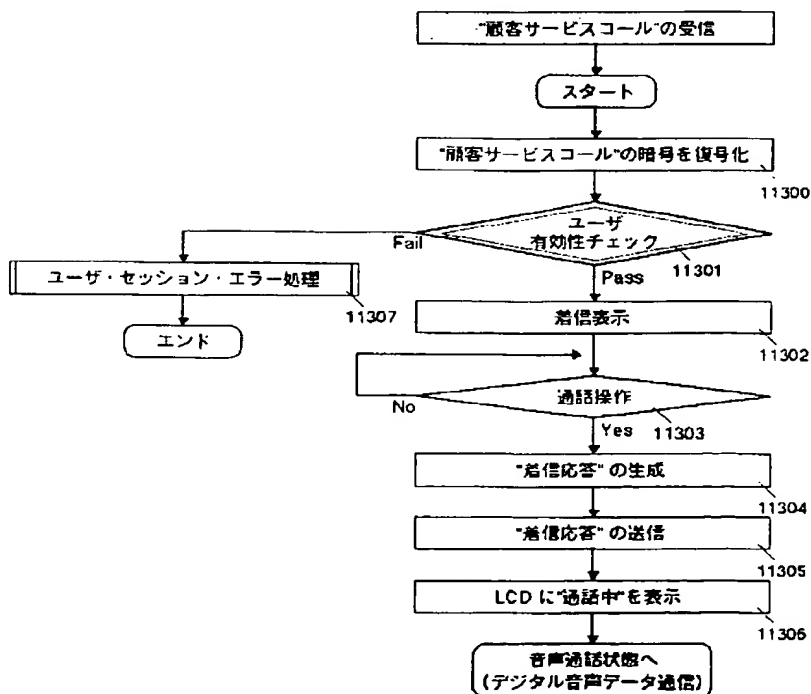 "顧客サービスコール"の受信
スタート
"顧客サービスコール"の暗号を復号化
11300
ユーザ
有効性チェック
11301
Fail
Pass
ユーザ・セッション・エラー処理
11307
エンド
着信表示
11302
通話操作
11303
No
Yes
"着信応答"の生成
11304
"着信応答"の送信
11305
LCDに"通話中"を表示
11306
音声通話状態へ
(デジタル音声データ通信)